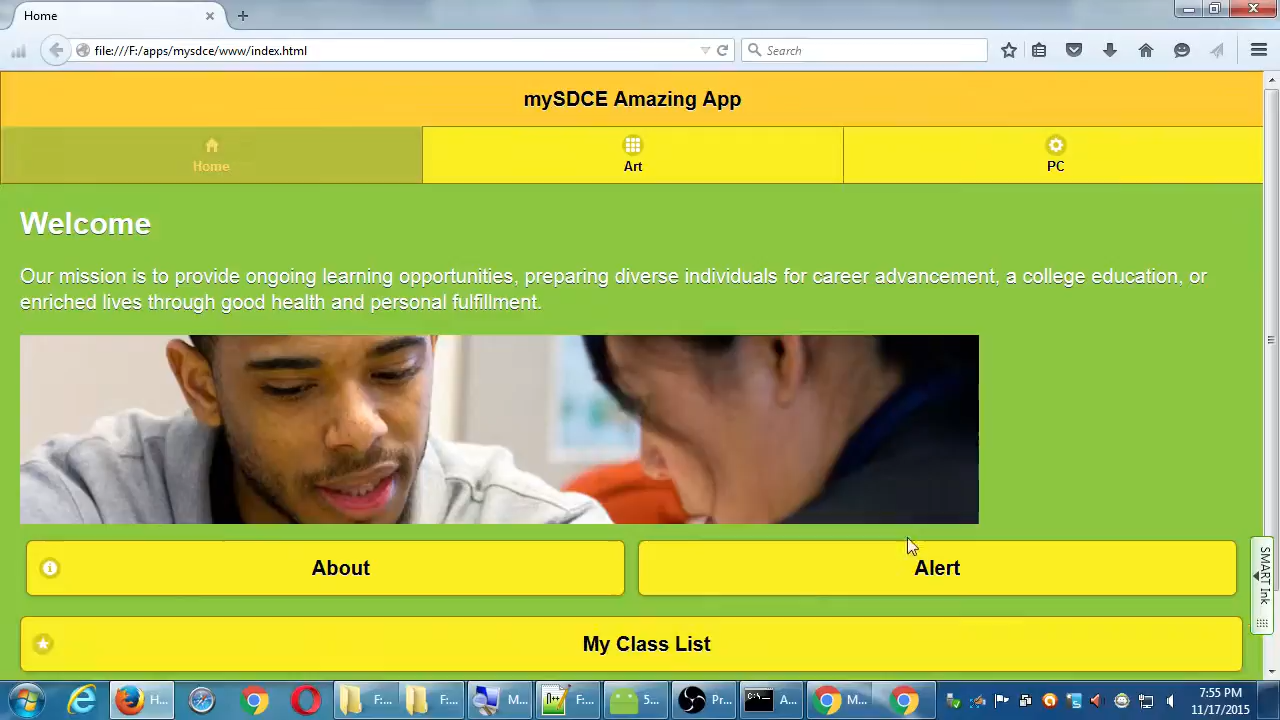 Home
file:///F:/apps/mysdce/www/index.html
Search
mySDCE Amazing App
Home
Art
PC
Welcome
Our mission is to provide ongoing learning opportunities, preparing diverse individuals for career advancement, a college education, or
enriched lives through good health and personal fulfillment.
About
Alert
My Class List
SMART Ink
H...
F:...
F:...
M...
F:...
5...
Pr...
A...
M...
7:55 PM
11/17/2015